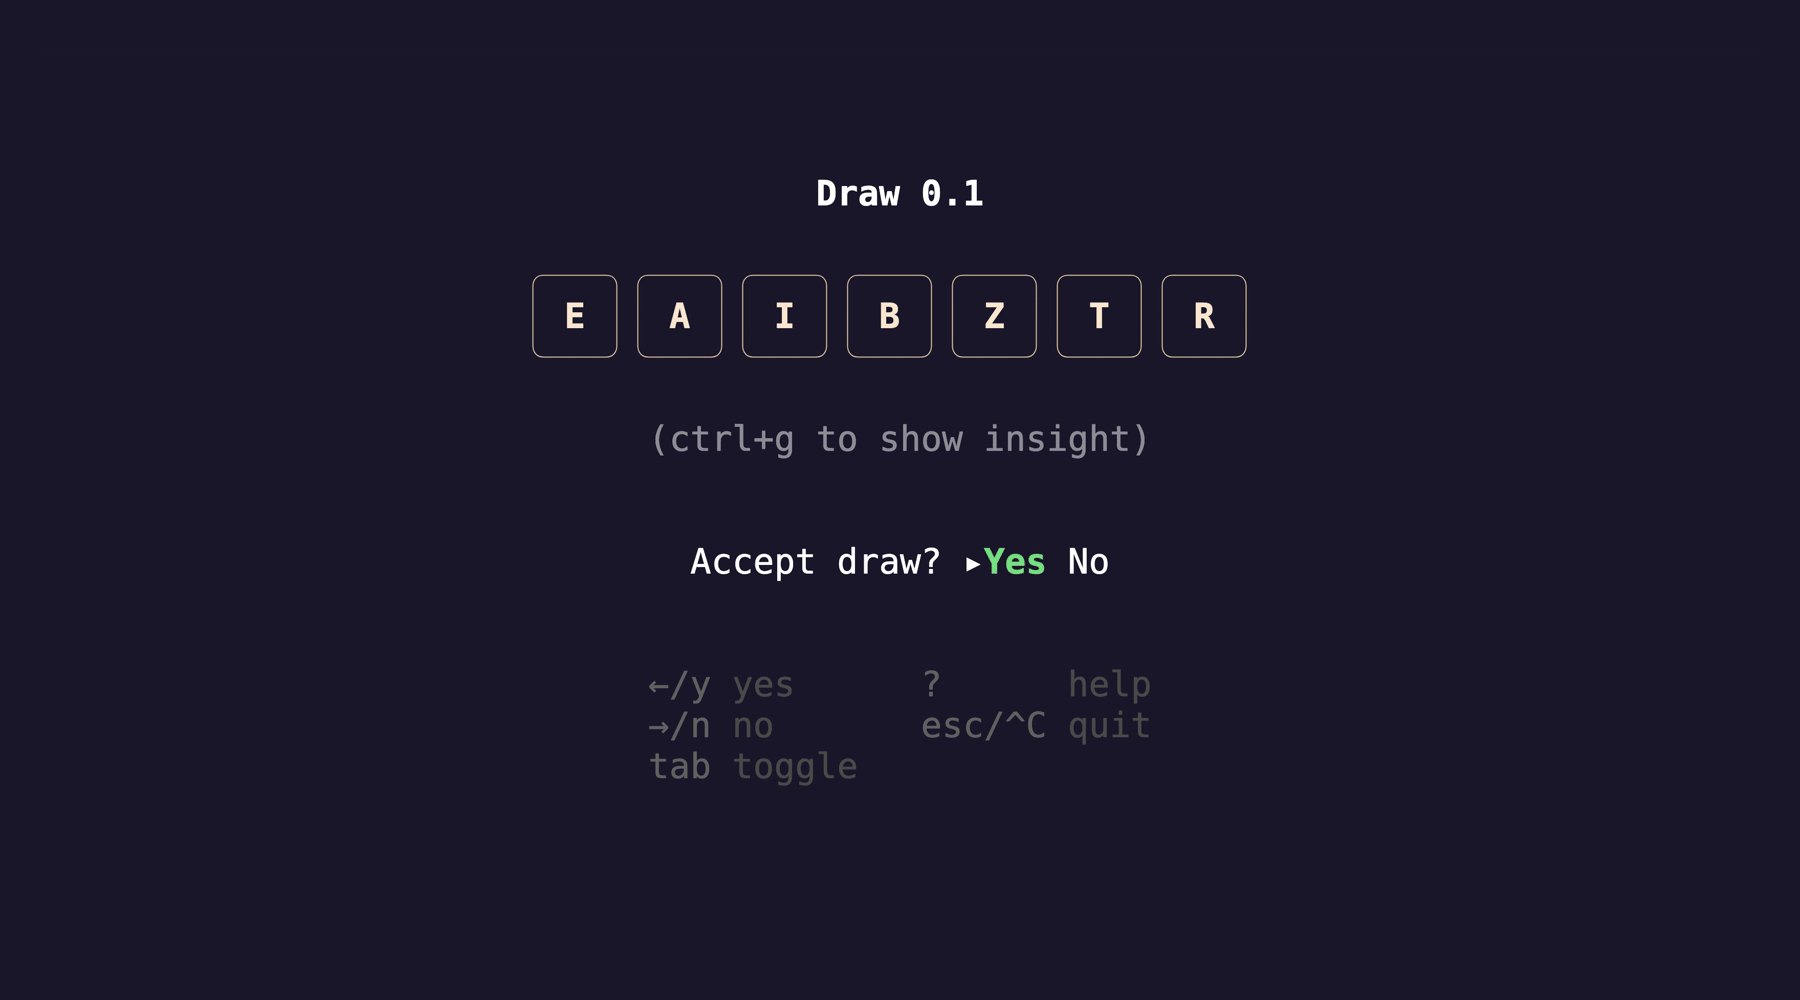 Draw 0.1
E A I B Z T R
(ctrl+g to show insight)
Accept draw? ▸Yes No
←/y yes ? help
→/n no esc/^C quit
tab toggle